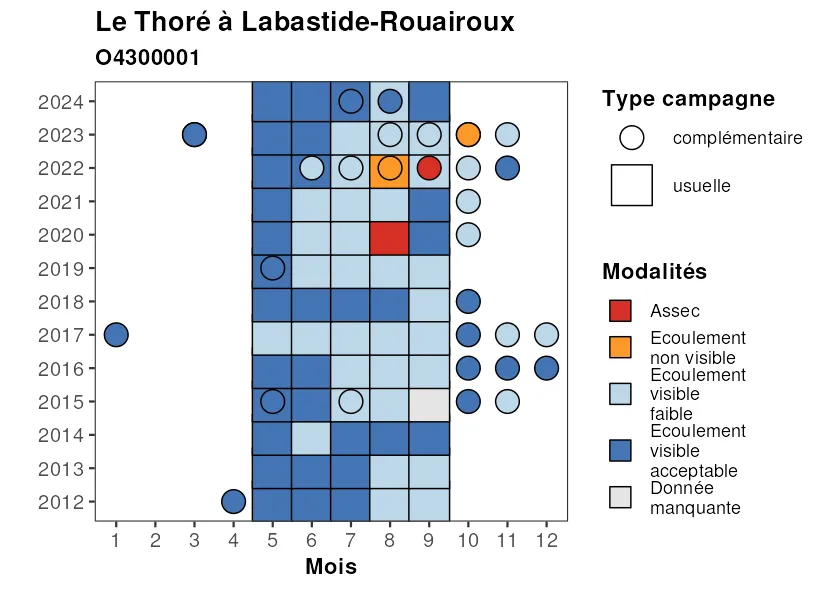 Le Thoré à Labastide-Rouairoux
O4300001
2024
2023
2022
2021
2020
2019
2018
2017
2016
2015
2014
2013
2012
1 2 3 4 5 6 7 8 9 10 11 12
Mois
Type campagne
complémentaire
usuelle
Modalités
Assec
Ecoulement
non visible
Ecoulement
visible
faible
Ecoulement
visible
acceptable
Donnée
manquante